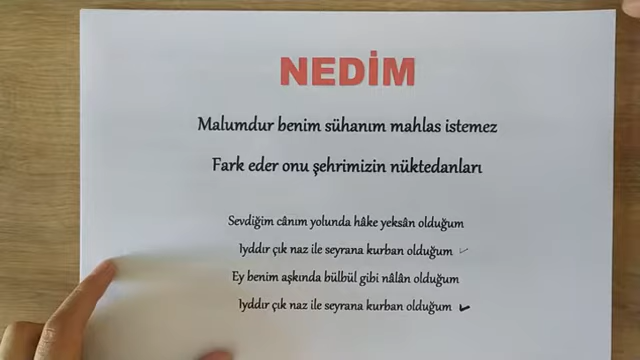 NEDİM
Malumdur benim sühanım mahlas istemez
Fark eder onu şehrimizin nüktedanları
Sevdiğim cânım yolunda hâke yeksân olduğum
Iyddır çık naz ile seyrana kurban olduğum
Ey benim aşkında bülbül gibi nâlân olduğum
Iyddır çık naz ile seyrana kurban olduğum